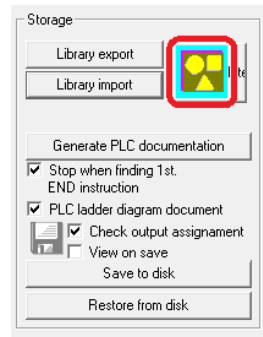 Storage
Library export
Library import
Generate PLC documentation
Stop when finding 1st.
END instruction
PLC ladder diagram document
Check output assignament
View on save
Save to disk
Restore from disk